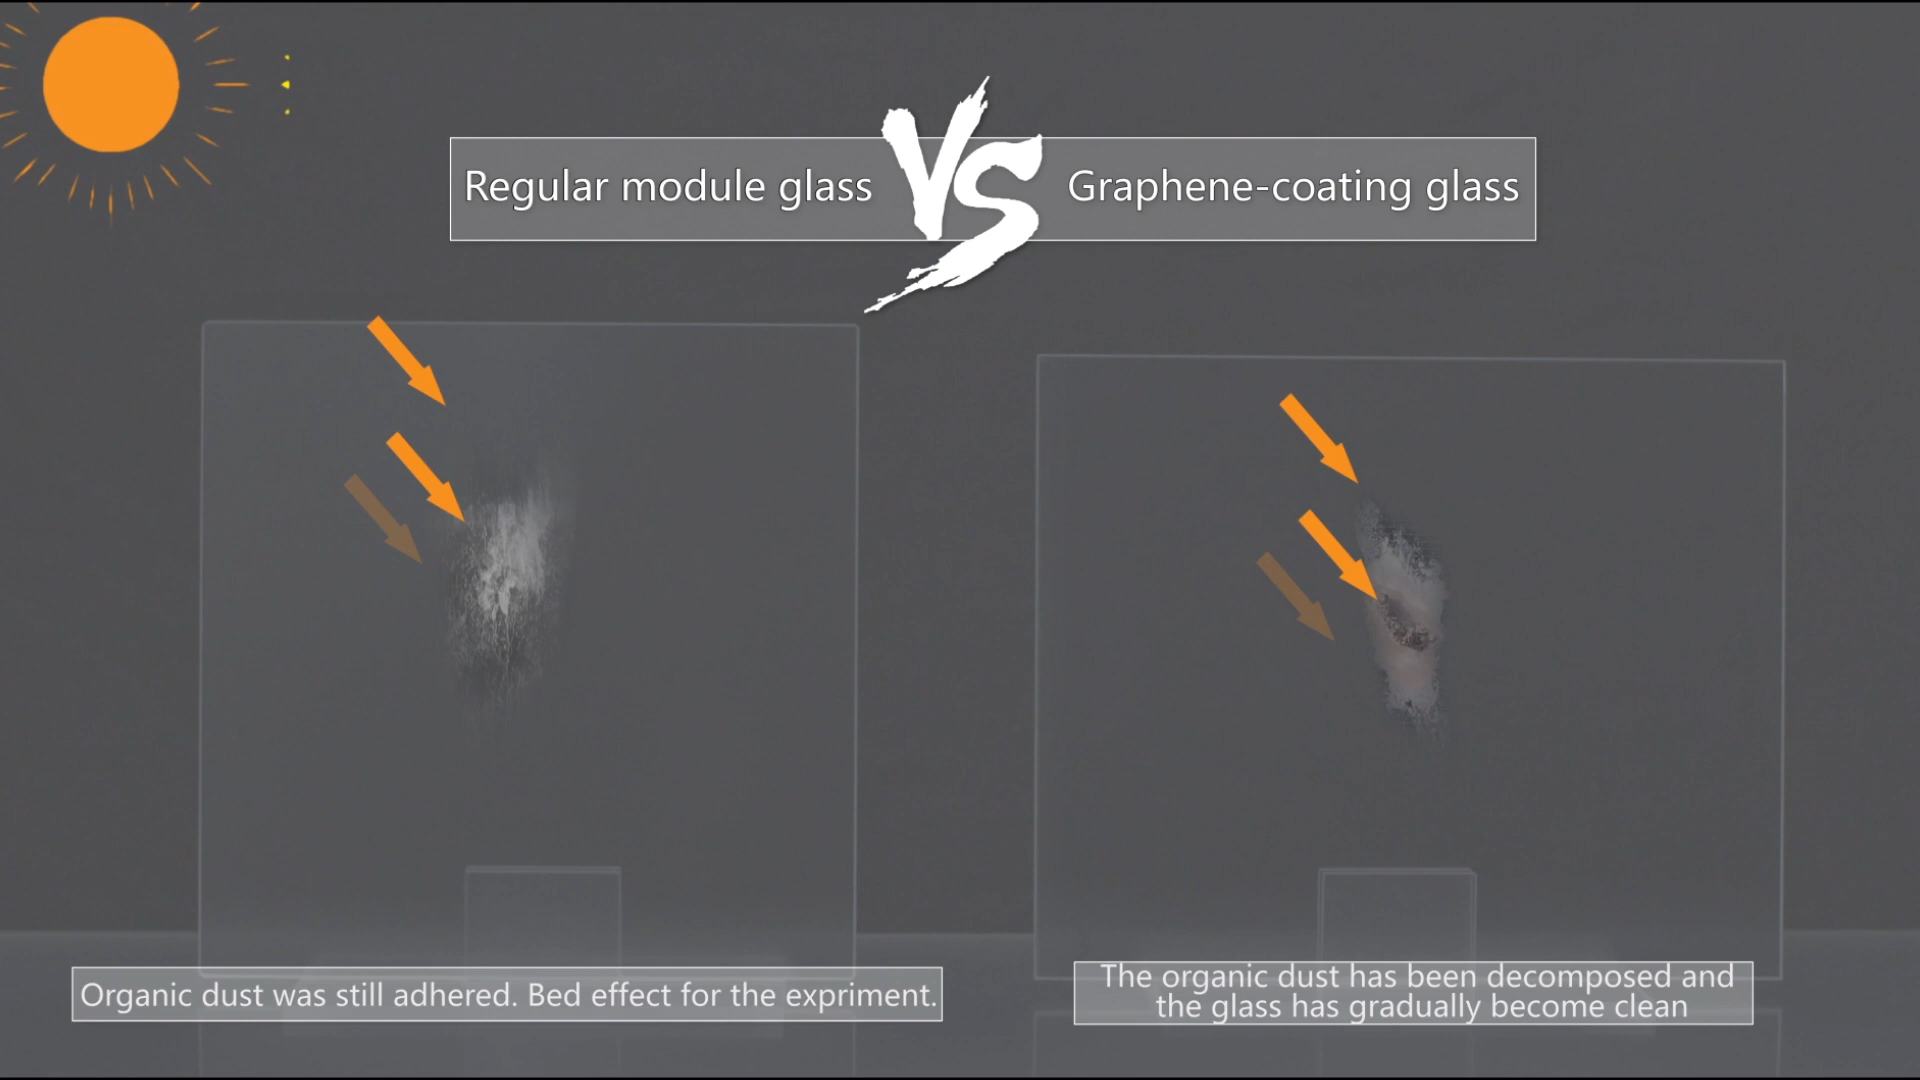 Regular module glass VS Graphene-coating glass
Organic dust was still adhered. Bed effect for the expriment.
The organic dust has been decomposed and
the glass has gradually become clean